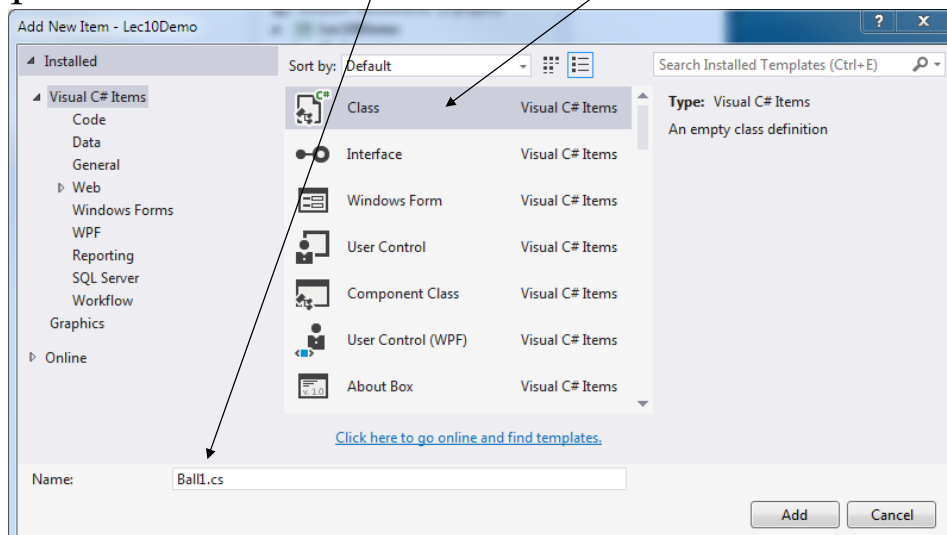 Add New Item - Lec10Demo
Installed
Sort by: Default
Search Installed Templates (Ctrl+E)
Visual C# Items
Code
Data
General
Web
Windows Forms
WPF
Reporting
SQL Server
Workflow
Graphics
Online
Class Visual C# Items
Interface Visual C# Items
Windows Form Visual C# Items
User Control Visual C# Items
Component Class Visual C# Items
User Control (WPF) Visual C# Items
About Box Visual C# Items
Type: Visual C# Items
An empty class definition
Click here to go online and find templates.
Name: Ball1.cs
Add Cancel